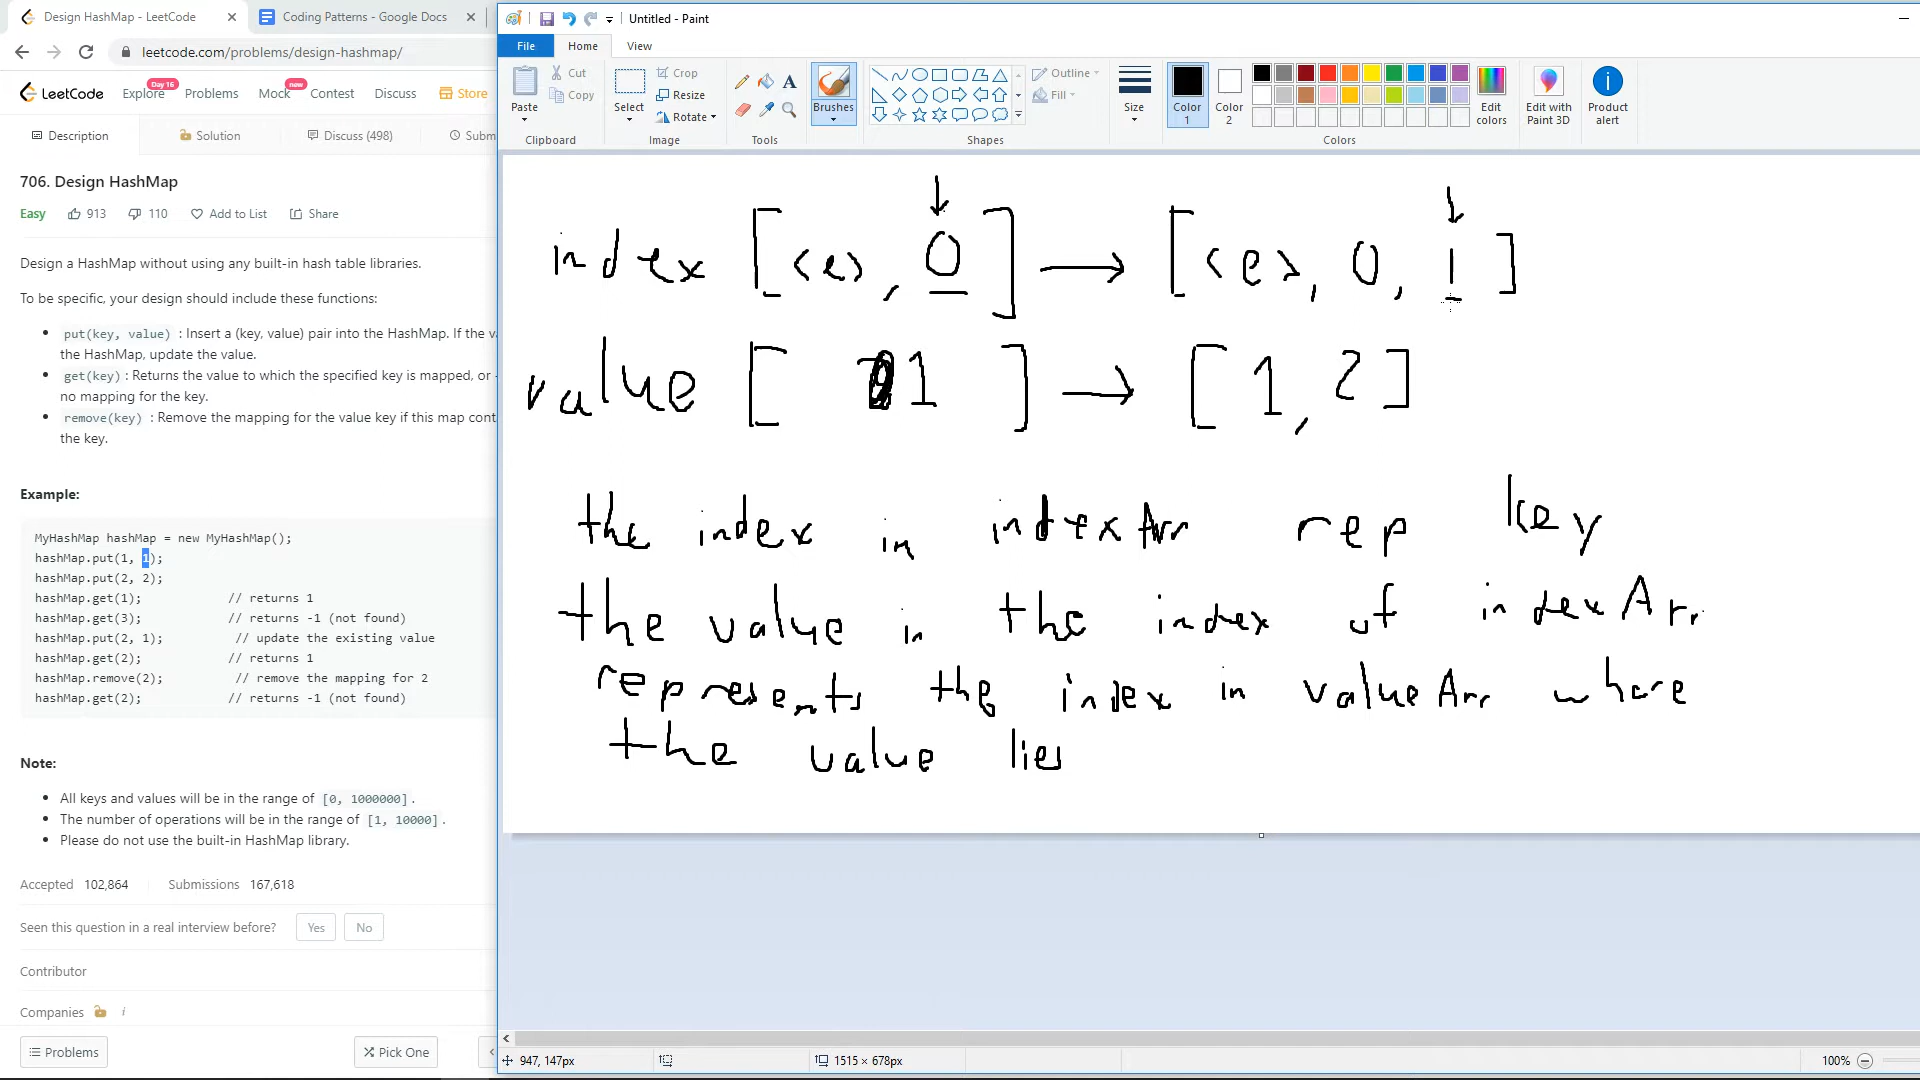 Design HashMap - LeetCode
Coding Patterns - Google Docs
leetcode.com/problems/design-hashmap/
LeetCode
Explore Day 16
Problems
Mock new
Contest
Discuss
Store
Description
Solution
Discuss (498)
Subm
706. Design HashMap
Easy 913 110 Add to List Share
Design a HashMap without using any built-in hash table libraries.
To be specific, your design should include these functions:
put(key, value) : Insert a (key, value) pair into the HashMap. If the va
the HashMap, update the value.
get(key) : Returns the value to which the specified key is mapped, or -
no mapping for the key.
remove(key) : Remove the mapping for the value key if this map cont
the key.
Example:
MyHashMap hashMap = new MyHashMap();
hashMap.put(1, 1);
hashMap.put(2, 2);
hashMap.get(1); // returns 1
hashMap.get(3); // returns -1 (not found)
hashMap.put(2, 1); // update the existing value
hashMap.get(2); // returns 1
hashMap.remove(2); // remove the mapping for 2
hashMap.get(2); // returns -1 (not found)
Note:
All keys and values will be in the range of [0, 1000000].
The number of operations will be in the range of [1, 10000].
Please do not use the built-in HashMap library.
Accepted 102,864 Submissions 167,618
Seen this question in a real interview before? Yes No
Contributor
Companies i
Problems
Pick One
Untitled - Paint
File Home View
Paste
Cut
Copy
Clipboard
Select
Crop
Resize
Rotate
Image
A
Tools
Brushes
Outline
Fill
Shapes
Size
Color 1
Color 2
Edit colors
Colors
Edit with Paint 3D
Product alert
index [<e>, 0] → [<e>, 0, 1]
value [ 1 ] → [1, 2]
the index in indexArr rep key
the value in the index of indexArr
represents the index in valueArr where
the value lies
947, 147px
1515 × 678px
100%